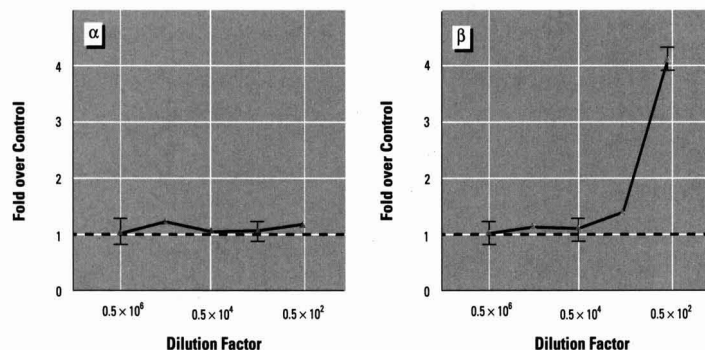 α
Fold over Control
4
3
2
1
0
0.5 × 10⁶
0.5 × 10⁴
0.5 × 10²
Dilution Factor
β
Fold over Control
4
3
2
1
0
0.5 × 10⁶
0.5 × 10⁴
0.5 × 10²
Dilution Factor